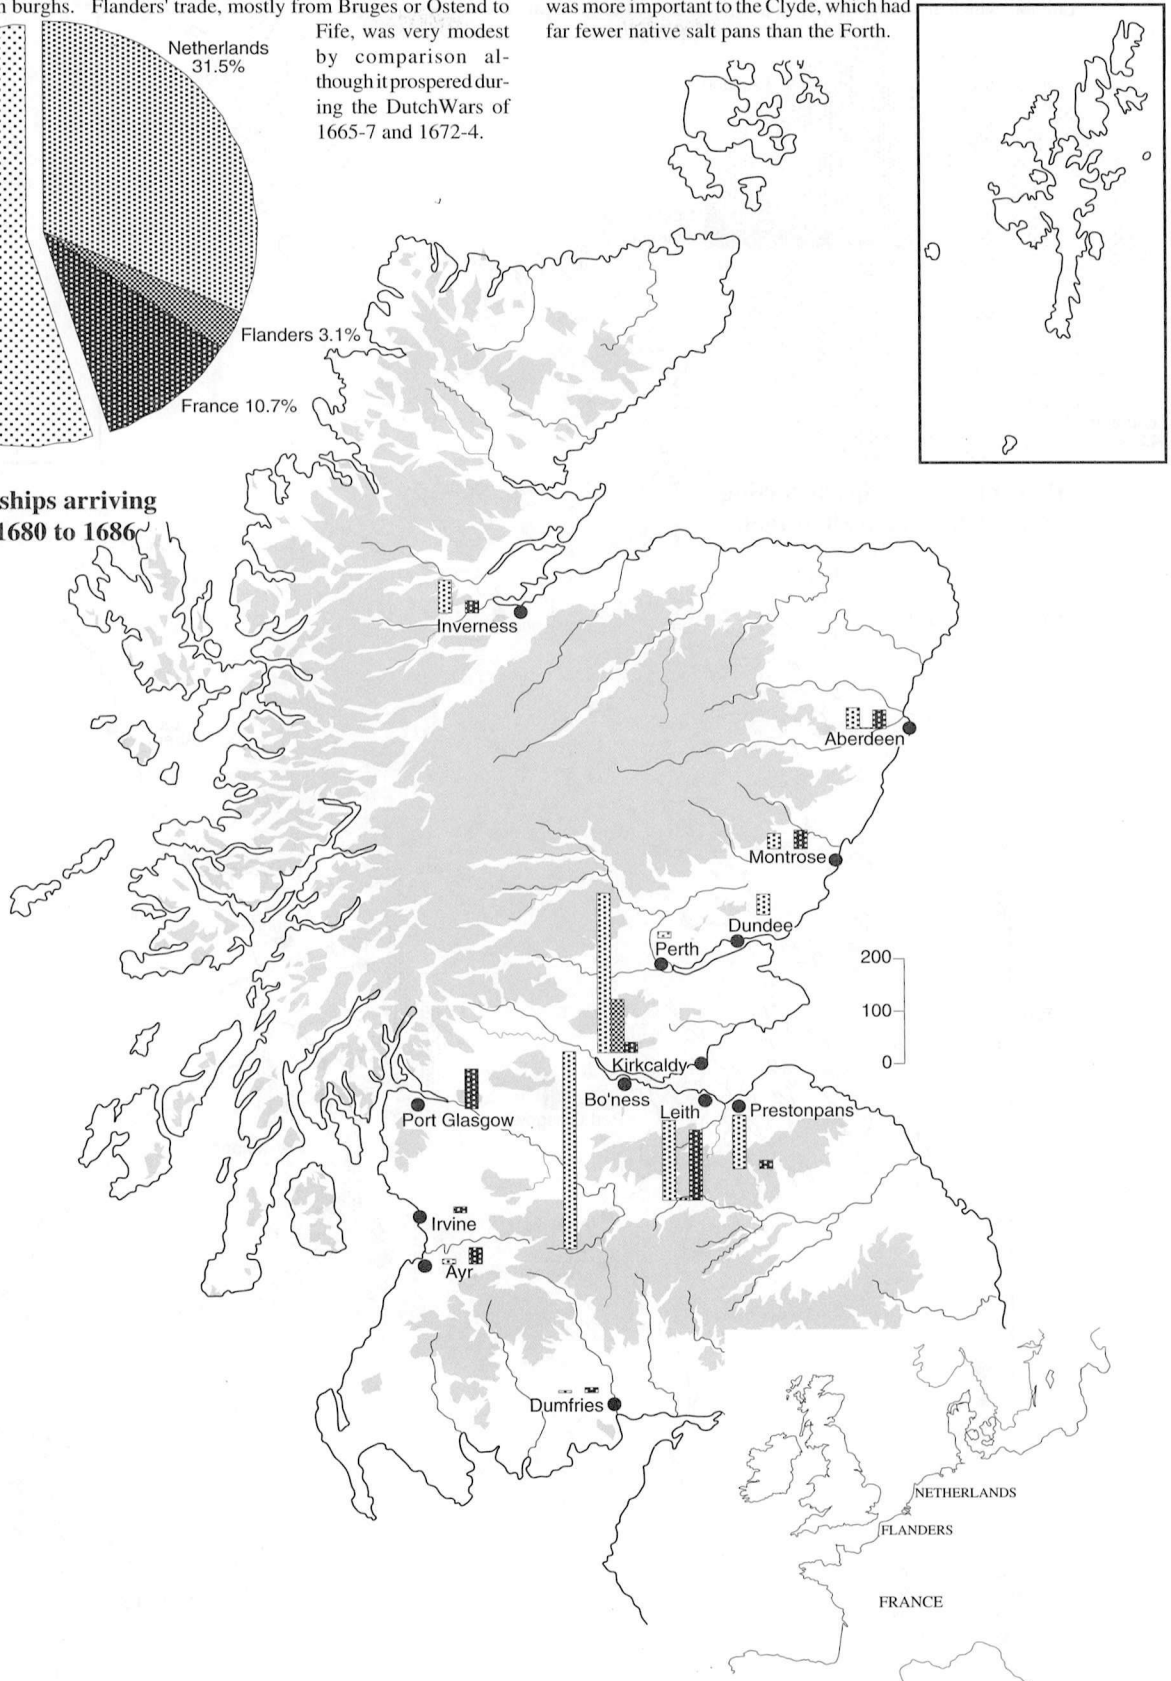 burghs. Flanders' trade, mostly from Bruges or Ostend to
Fife, was very modest
by comparison al-
though it prospered dur-
ing the DutchWars of
1665-7 and 1672-4.
was more important to the Clyde, which had
far fewer native salt pans than the Forth.
Netherlands
31.5%
Flanders 3.1%
France 10.7%
ships arriving
1680 to 1686
Inverness
Aberdeen
Montrose
Dundee
Perth
200
100
0
Kirkcaldy
Bo'ness
Leith
Prestonpans
Port Glasgow
Irvine
Ayr
Dumfries
NETHERLANDS
FLANDERS
FRANCE